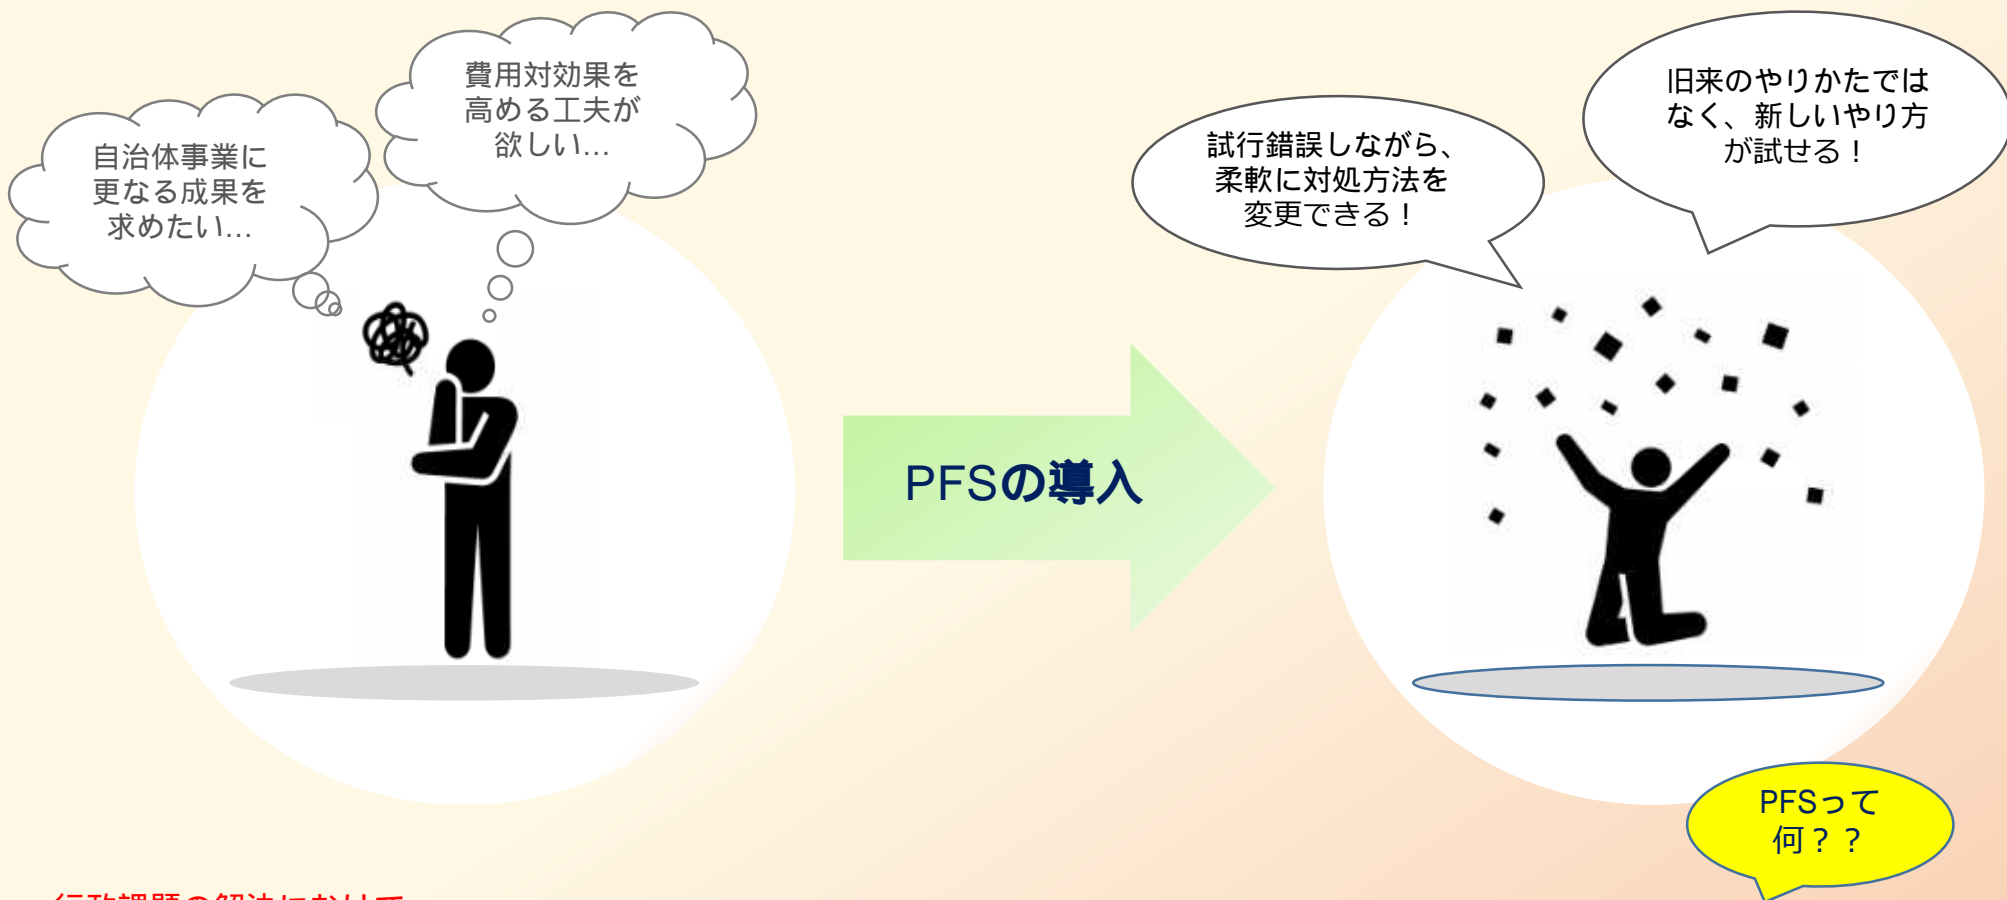 自治体事業に
更なる成果を
求めたい…
費用対効果を
高める工夫が
欲しい…
PFSの導入
試行錯誤しながら、
柔軟に対処方法を
変更できる！
旧来のやりかたでは
なく、新しいやり方
が試せる！
PFSって
何？？